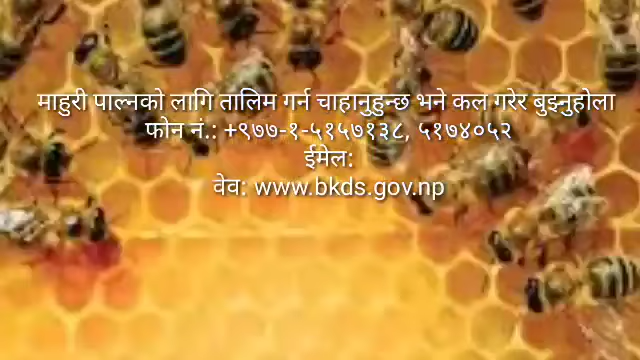 माहुरी पाल्नको लागि तालिम गर्न चाहानुहुन्छ भने कल गरेर बुझ्नुहोला
फोन नं.: +९७७-१-५१५७१३८, ५१७४०५२
ईमेल:
वेव: www.bkds.gov.np